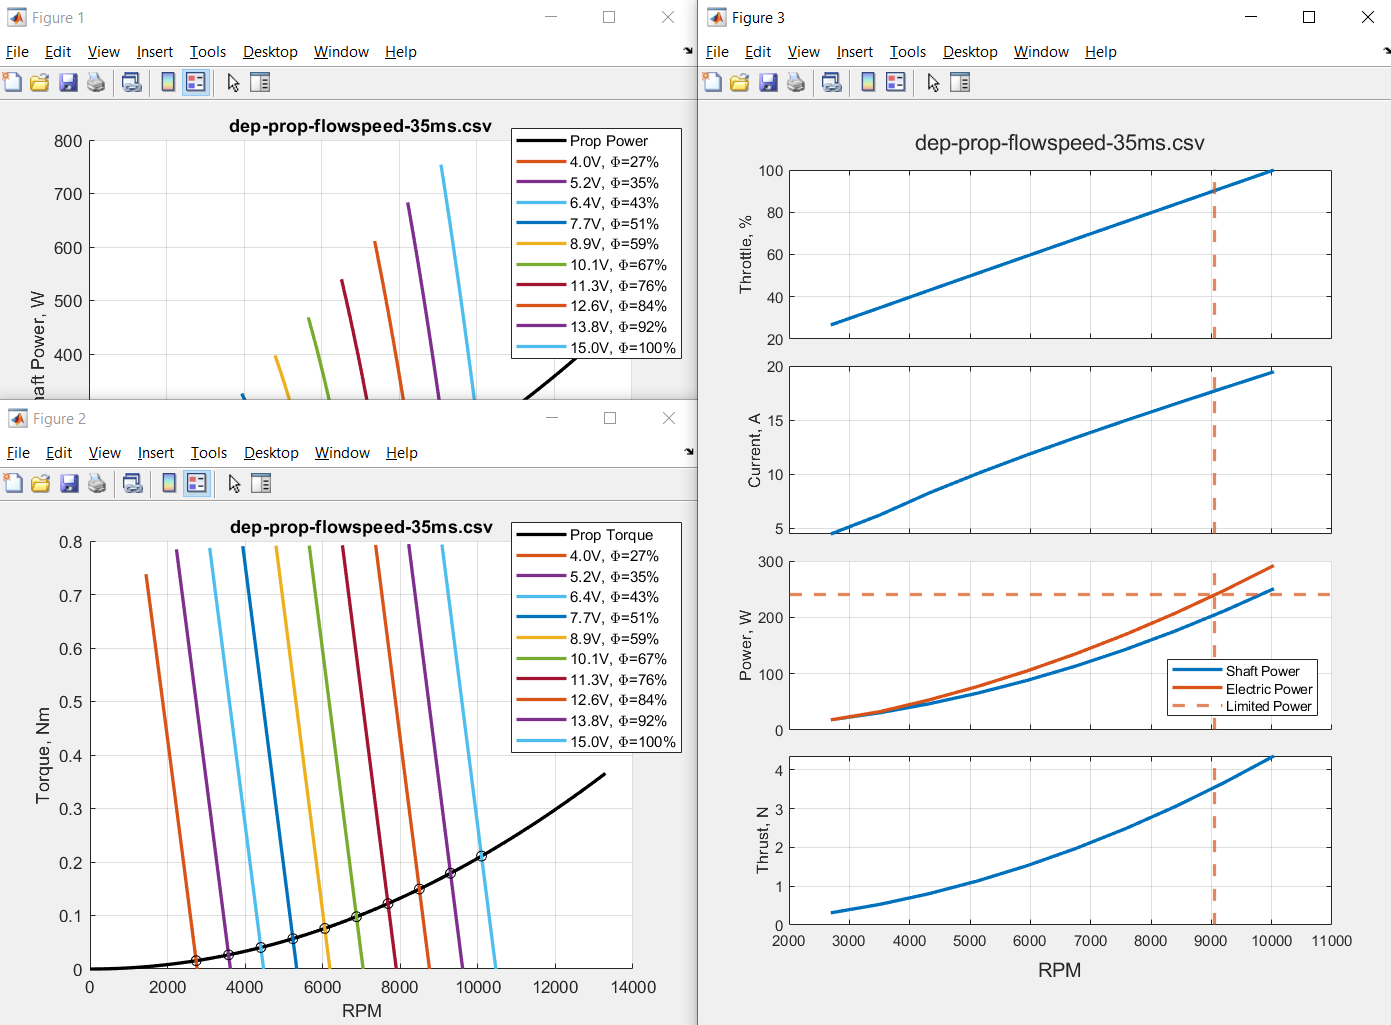 Figure 1
File Edit View Insert Tools Desktop Window Help
dep-prop-flowspeed-35ms.csv
800
700
600
500
400
haft Power, W
Prop Power
4.0V, Φ=27%
5.2V, Φ=35%
6.4V, Φ=43%
7.7V, Φ=51%
8.9V, Φ=59%
10.1V, Φ=67%
11.3V, Φ=76%
12.6V, Φ=84%
13.8V, Φ=92%
15.0V, Φ=100%
Figure 2
File Edit View Insert Tools Desktop Window Help
dep-prop-flowspeed-35ms.csv
0.8
0.7
0.6
0.5
0.4
0.3
0.2
0.1
0
Torque, Nm
Prop Torque
4.0V, Φ=27%
5.2V, Φ=35%
6.4V, Φ=43%
7.7V, Φ=51%
8.9V, Φ=59%
10.1V, Φ=67%
11.3V, Φ=76%
12.6V, Φ=84%
13.8V, Φ=92%
15.0V, Φ=100%
0 2000 4000 6000 8000 10000 12000 14000
RPM
Figure 3
File Edit View Insert Tools Desktop Window Help
dep-prop-flowspeed-35ms.csv
100
80
60
40
20
Throttle, %
20
15
10
5
Current, A
300
200
100
0
Power, W
Shaft Power
Electric Power
Limited Power
4
3
2
1
0
Thrust, N
2000 3000 4000 5000 6000 7000 8000 9000 10000 11000
RPM